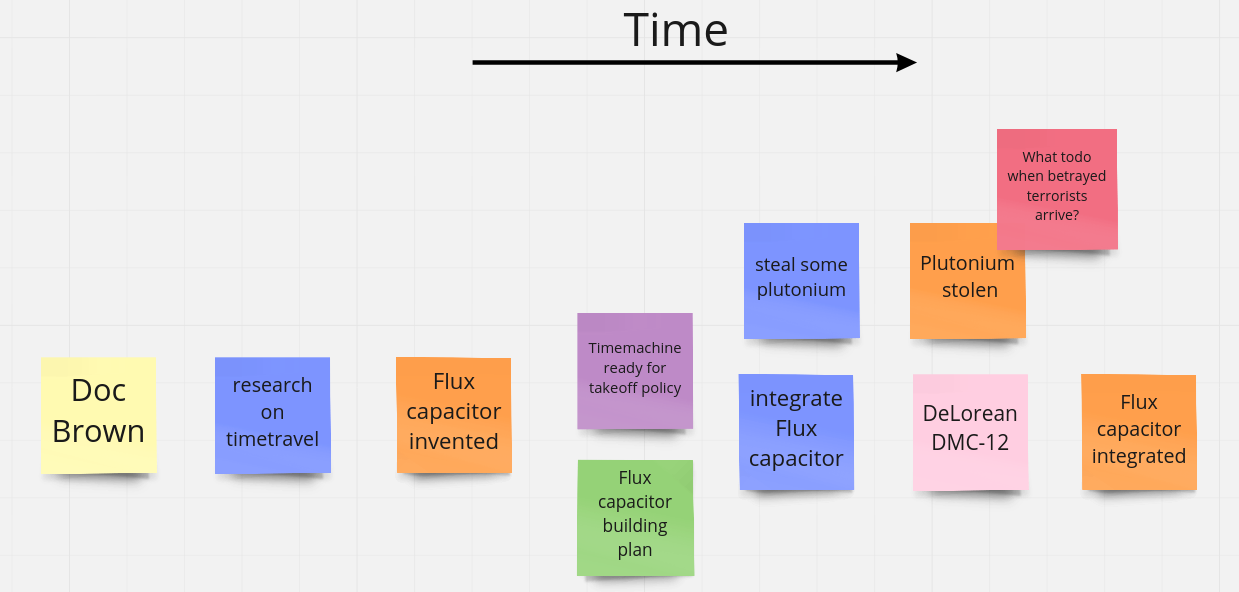 Time
What todo
when betrayed
terrorists
arrive?
steal some
plutonium
Plutonium
stolen
Timemachine
ready for
takeoff policy
Doc
Brown
research
on
timetravel
Flux
capacitor
invented
integrate
Flux
capacitor
DeLorean
DMC-12
Flux
capacitor
integrated
Flux
capacitor
building
plan